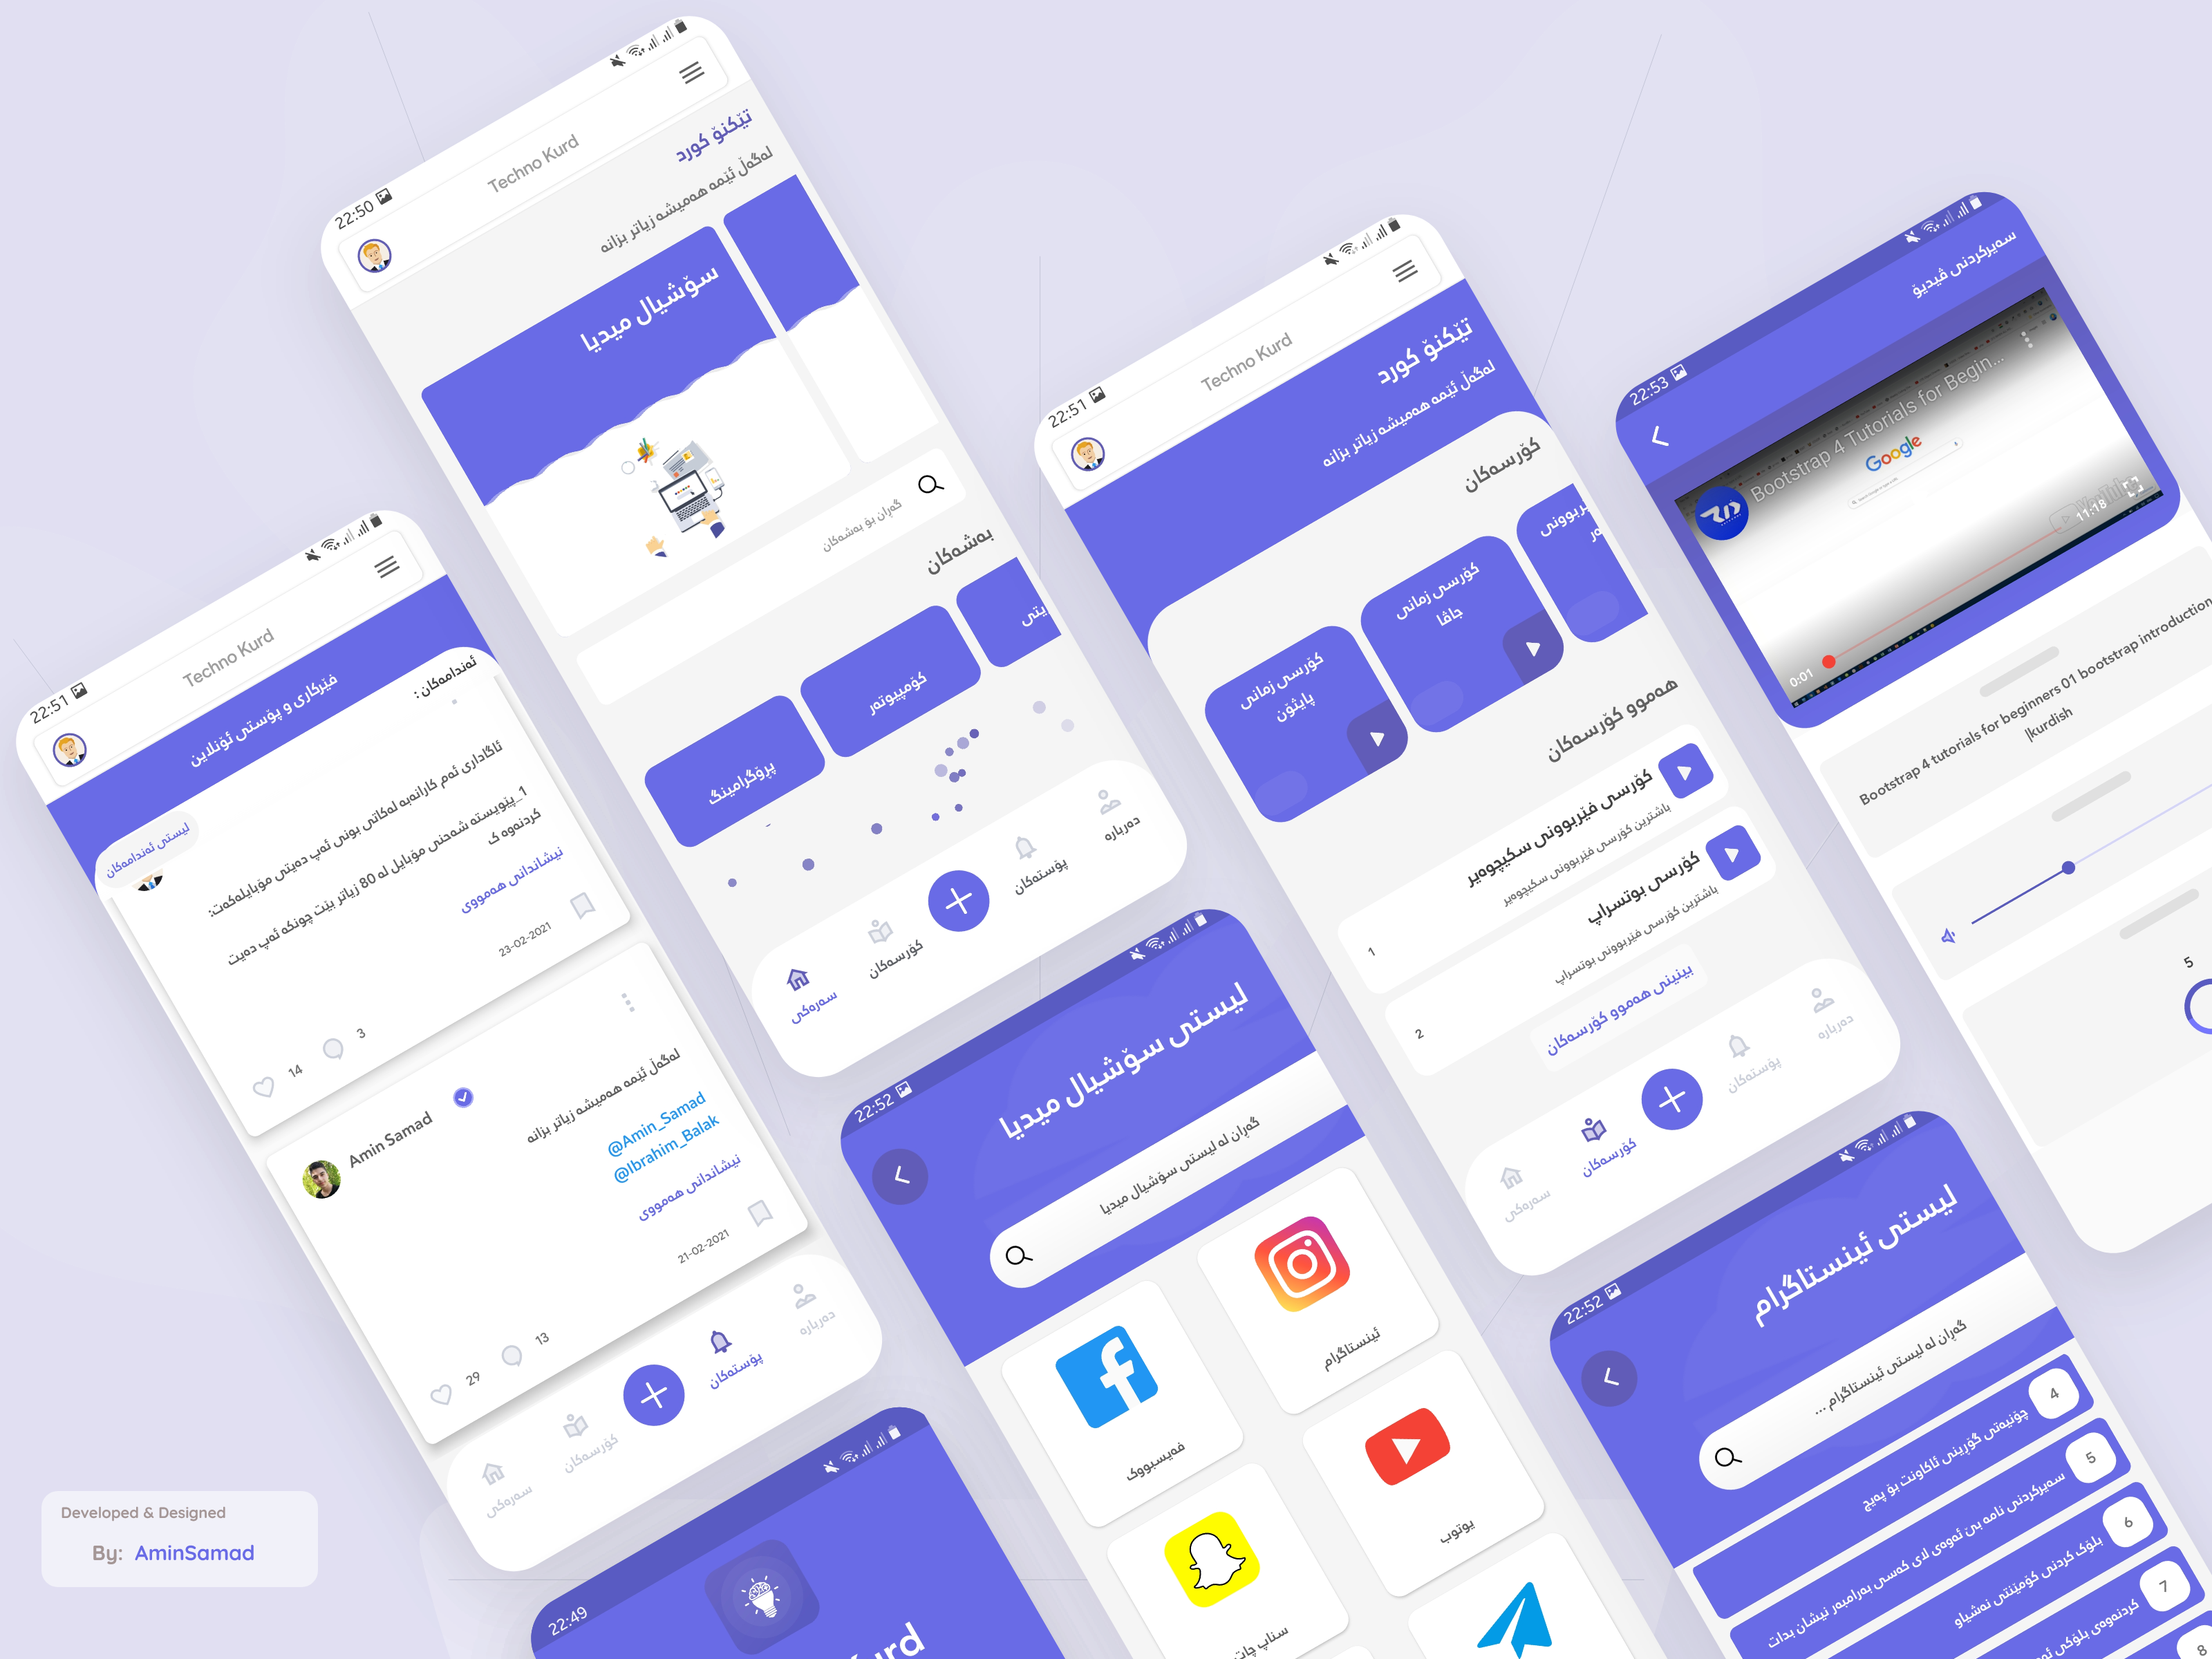 22:50
Techno Kurd
تێکنۆ کورد
لەگەڵ ئێمە هەمیشە زیاتر بزانە
سۆشیال میدیا
گەڕان بۆ بەشەکان
بەشەکان
پڕۆگرامینگ
کۆمپیوتەر
یتی
سەرەکی
کۆرسەکان
پۆستەکان
دەربارە
22:51
Techno Kurd
فێرکاری و پۆستی ئۆنلاین
ئەندامەکان :
لیستی ئەندامەکان
ئاگاداری ئەم کارانەبە لەکاتی بونی ئەپ دەیتی مۆبایلەکەت:
1_پێویستە شەحنی مۆبایل لە 80 زیاتر بێت چونکە ئەپ دەیت
کردنەوە ک
نیشاندانی هەمووی
23-02-2021
14
3
Amin Samad
لەگەڵ ئێمە هەمیشە زیاتر بزانە
@Amin_Samad
@Ibrahim_Balak
نیشاندانی هەمووی
21-02-2021
29
13
سەرەکی
کۆرسەکان
پۆستەکان
دەربارە
22:51
Techno Kurd
تێکنۆ کورد
لەگەڵ ئێمە هەمیشە زیاتر بزانە
کۆرسەکان
کۆرسی زمانی
پایتۆن
کۆرسی زمانی
جاڤا
هەموو کۆرسەکان
کۆرسی فێربوونی سکیچوەیر
باشترین کۆرسی فێربوونی سکیچوەیر
1
کۆرسی بوتسراپ
باشترین کۆرسی فێربوونی بوتسراپ
2
بینینی هەموو کۆرسەکان
سەرەکی
کۆرسەکان
پۆستەکان
دەربارە
22:53
سەیرکردنی ڤیدیۆ
Bootstrap 4 Tutorials for Begin...
Google
0:01
11:18
Bootstrap 4 tutorials for beginners 01 bootstrap introduction
|kurdish
5
22:52
لیستی سۆشیال میدیا
گەڕان لە لیستی سۆشیال میدیا
ئینستاگرام
فەیسبووک
یوتوب
سناپ چات
22:52
لیستی ئینستاگرام
گەڕان لە لیستی ئینستاگرام ...
4
چۆنیەتی گۆڕینی ئاکاونت بۆ پەیج
5
سەیرکردنی نامە بێ ئەوەی لای کەسی بەرامبەر نیشان بدات
6
بلۆک کردنی کۆمێنتی نەشیاو
7
کردنەوەی بلۆکی
8
22:49
Kurd
Developed & Designed
By: AminSamad